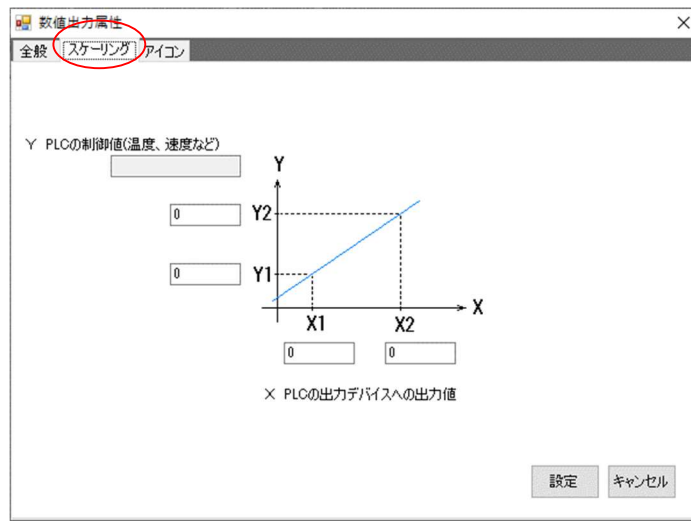 数値出力属性
全般 スケーリング アイコン
Y PLCの制御値(温度、速度など)
Y
0 Y2
0 Y1
X
X1 X2
0 0
X PLCの出力デバイスへの出力値
設定 キャンセル